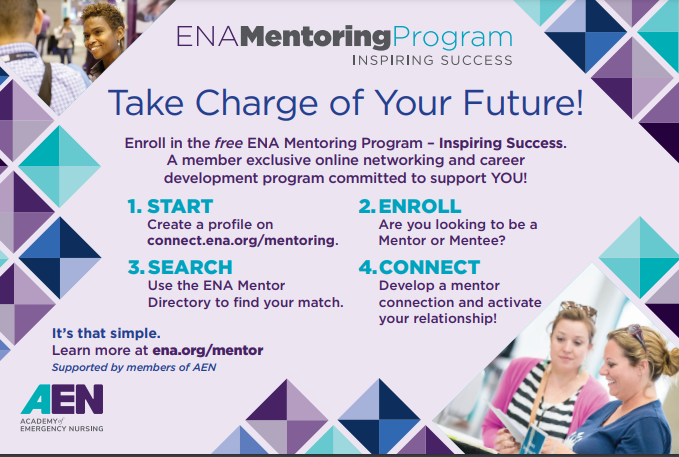 ENAMentoringProgram
INSPIRING SUCCESS
Take Charge of Your Future!
Enroll in the free ENA Mentoring Program – Inspiring Success.
A member exclusive online networking and career
development program committed to support YOU!
1. START
Create a profile on
connect.ena.org/mentoring.
2. ENROLL
Are you looking to be a
Mentor or Mentee?
3. SEARCH
Use the ENA Mentor
Directory to find your match.
4. CONNECT
Develop a mentor
connection and activate
your relationship!
It's that simple.
Learn more at ena.org/mentor
Supported by members of AEN
AEN
ACADEMY of
EMERGENCY NURSING